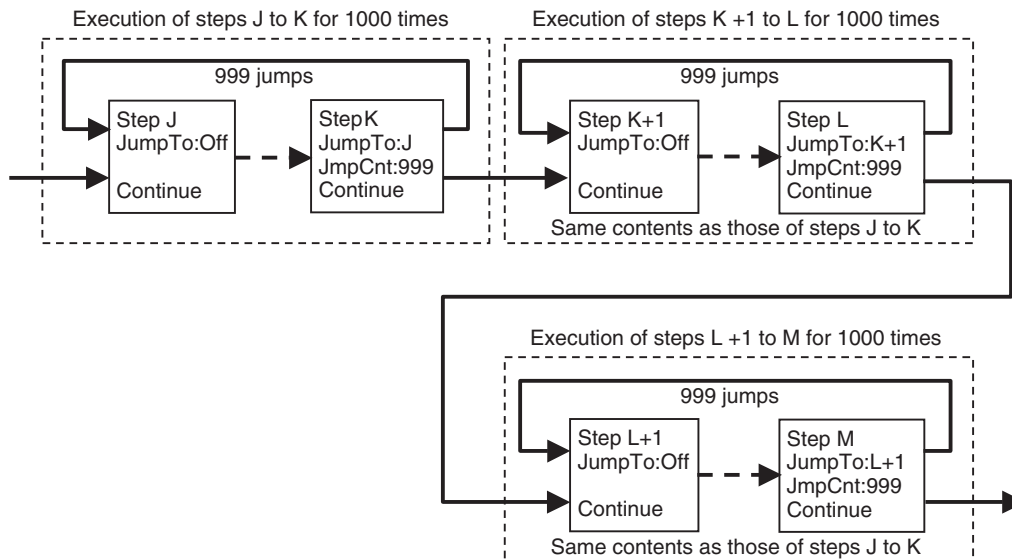 Execution of steps J to K for 1000 times
999 jumps
Step J
JumpTo:Off
Continue
StepK
JumpTo:J
JmpCnt:999
Continue
Execution of steps K +1 to L for 1000 times
999 jumps
Step K+1
JumpTo:Off
Continue
Step L
JumpTo:K+1
JmpCnt:999
Continue
Same contents as those of steps J to K
Execution of steps L +1 to M for 1000 times
999 jumps
Step L+1
JumpTo:Off
Continue
Step M
JumpTo:L+1
JmpCnt:999
Continue
Same contents as those of steps J to K